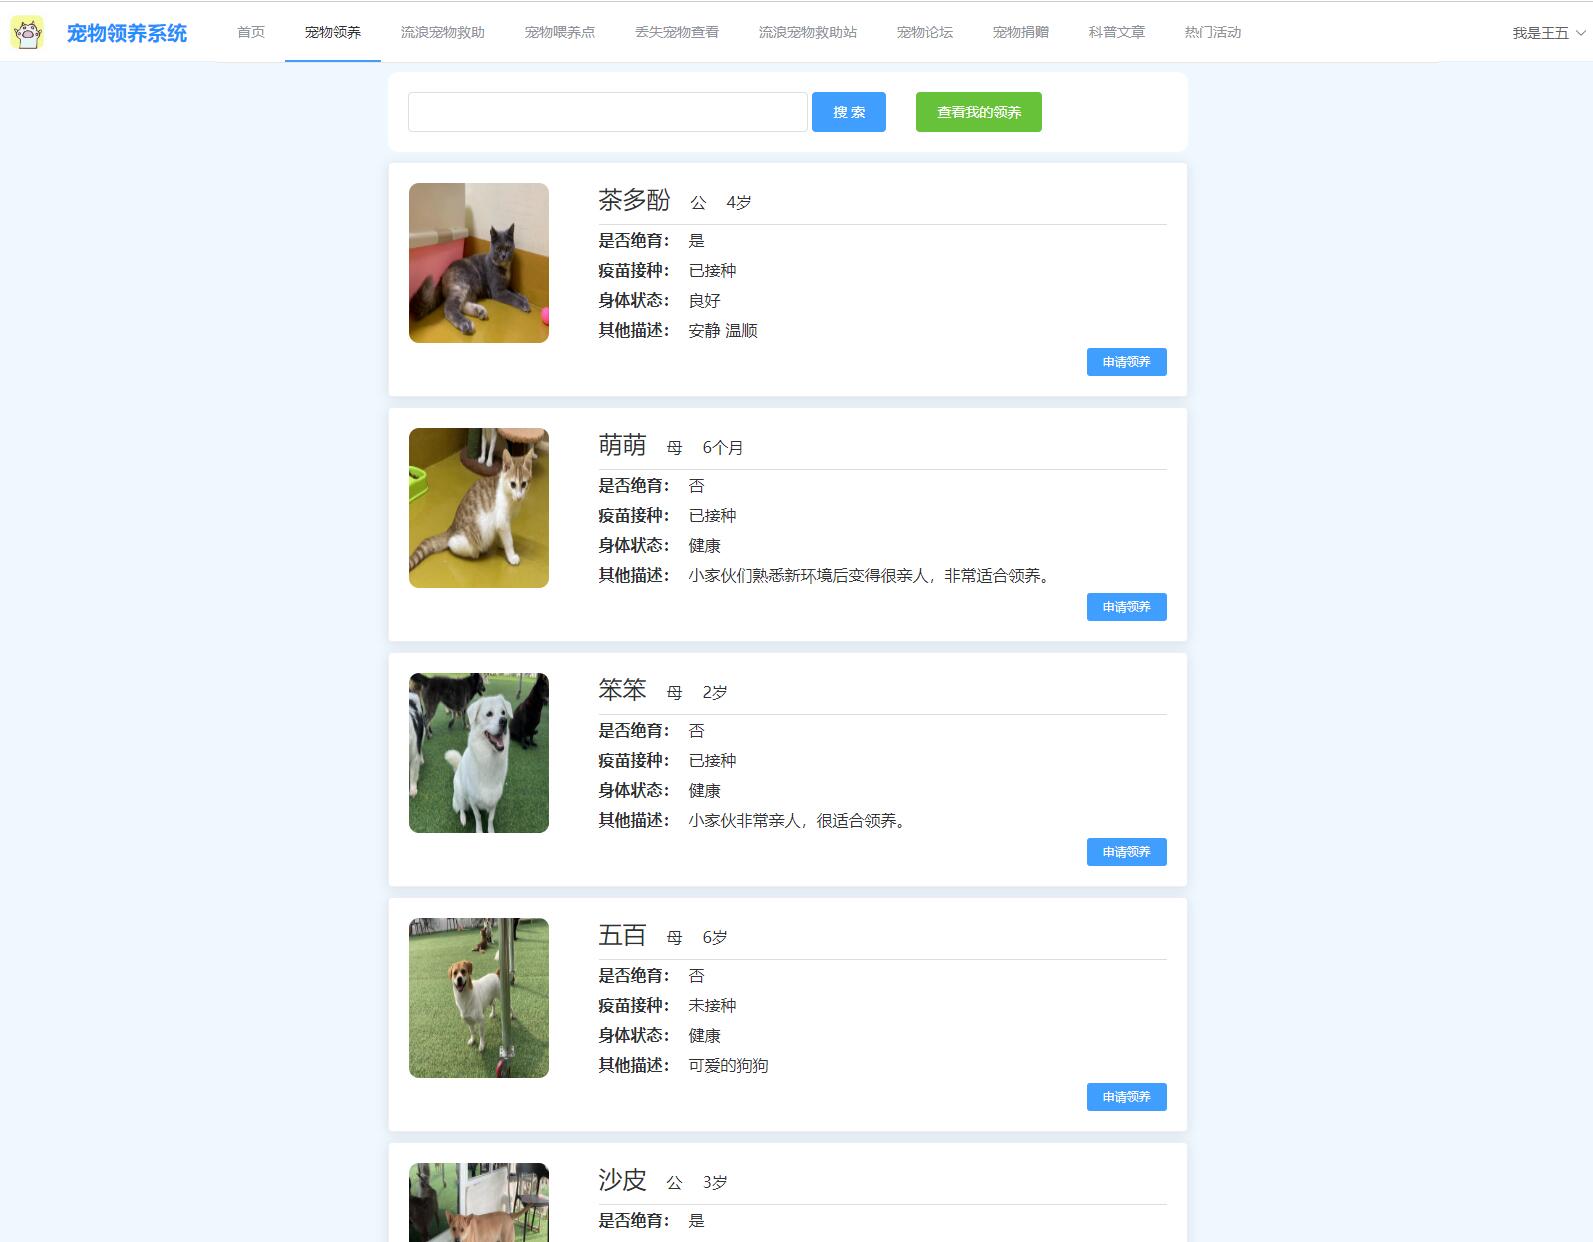 宠物领养系统 首页 宠物领养 流浪宠物救助 宠物喂养点 丢失宠物查看 流浪宠物救助站 宠物论坛 宠物捐赠 科普文章 热门活动 我是王五
搜 索 查看我的领养
茶多酚 公 4岁
是否绝育： 是
疫苗接种： 已接种
身体状态： 良好
其他描述： 安静 温顺
申请领养
萌萌 母 6个月
是否绝育： 否
疫苗接种： 已接种
身体状态： 健康
其他描述： 小家伙们熟悉新环境后变得很亲人，非常适合领养。
申请领养
笨笨 母 2岁
是否绝育： 否
疫苗接种： 已接种
身体状态： 健康
其他描述： 小家伙非常亲人，很适合领养。
申请领养
五百 母 6岁
是否绝育： 否
疫苗接种： 未接种
身体状态： 健康
其他描述： 可爱的狗狗
申请领养
沙皮 公 3岁
是否绝育： 是